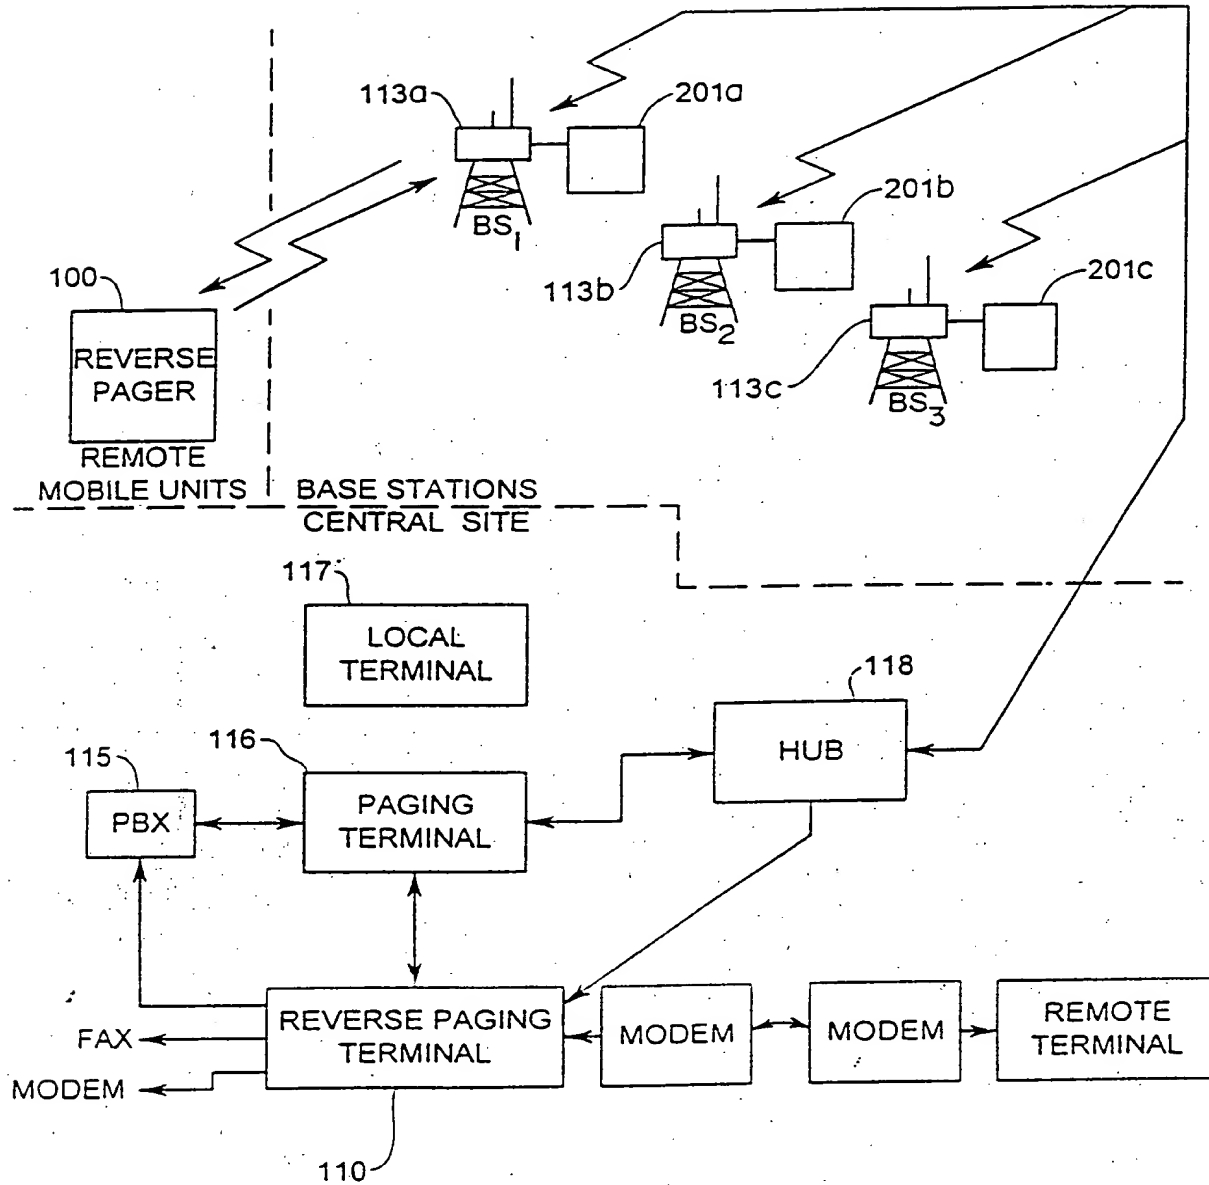 113a
201a
BS1
201b
113b
BS2
201c
113c
BS3
100
REVERSE
PAGER
REMOTE
MOBILE UNITS
BASE STATIONS
CENTRAL SITE
117
LOCAL
TERMINAL
118
HUB
116
PAGING
TERMINAL
115
PBX
REVERSE PAGING
TERMINAL
FAX
MODEM
MODEM
MODEM
REMOTE
TERMINAL
110